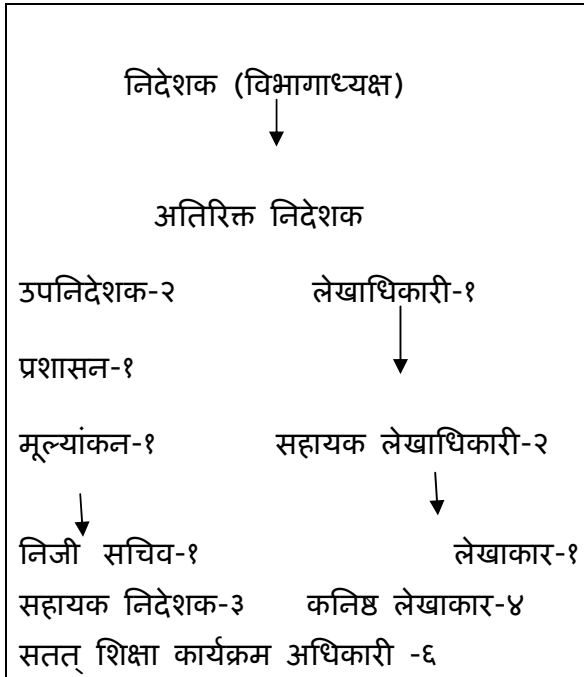 निदेशक (विभागाध्यक्ष)
अतिरिक्त निदेशक
उपनिदेशक-२ लेखाधिकारी-१
प्रशासन-१
मूल्यांकन-१ सहायक लेखाधिकारी-२
निजी सचिव-१ लेखाकार-१
सहायक निदेशक-३ कनिष्ठ लेखाकार-४
सतत् शिक्षा कार्यक्रम अधिकारी -६